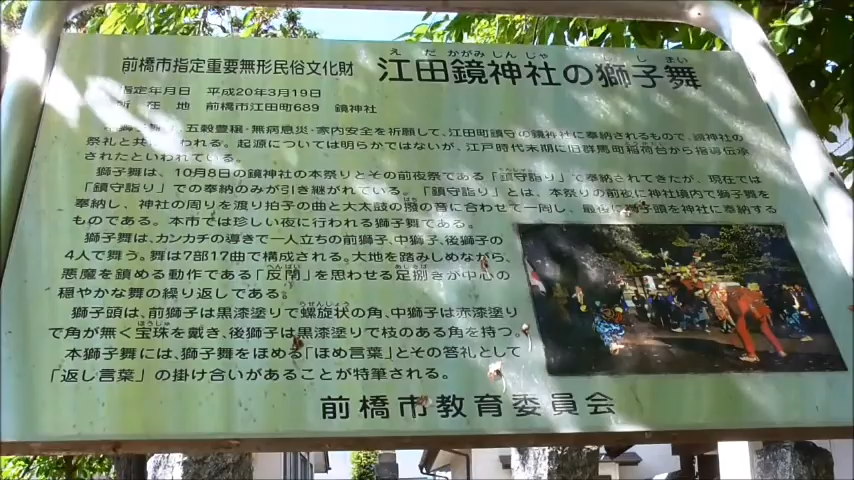 前橋市指定重要無形民俗文化財 江田鏡神社の獅子舞
えだかがみじんじゃ ししまい
指定年月日 平成20年3月19日
所在地 前橋市江田町689 鏡神社
五穀豊穣・無病息災・家内安全を祈願して、江田町鎮守の鏡神社に奉納されるもので、鏡神社の
祭礼と共に われる。起源については明らかではないが、江戸時代末期に旧群馬町稲荷台から指導伝承
されたといわれている。
獅子舞は、10月8日の鏡神社の本祭りとその前夜祭である「鎮守詣り」で奉納されてきたが、現在では
「鎮守詣り」での奉納のみが引き継がれている。「鎮守詣り」とは、本祭りの前夜に神社境内で獅子舞を
奉納し、神社の周りを渡り拍子の曲と大太鼓の撥の音に合わせて一周し、最後に獅子頭を神社に奉納する
ものである。本市では珍しい夜に行われる獅子舞である。
獅子舞は、カンカチの導きで一人立ちの前獅子、中獅子、後獅子の
4人で舞う。舞は7部17曲で構成される。大地を踏みしめながら、
悪魔を鎮める動作である「反閇」を思わせる足捌きが中心の
穏やかな舞の繰り返しである。
獅子頭は、前獅子は黒漆塗りで螺旋状の角、中獅子は赤漆塗り
で角が無く宝珠を戴き、後獅子は黒漆塗りで枝のある角を持つ。
本獅子舞には、獅子舞をほめる「ほめ言葉」とその答礼として
「返し言葉」の掛け合いがあることが特筆される。
前橋市教育委員会